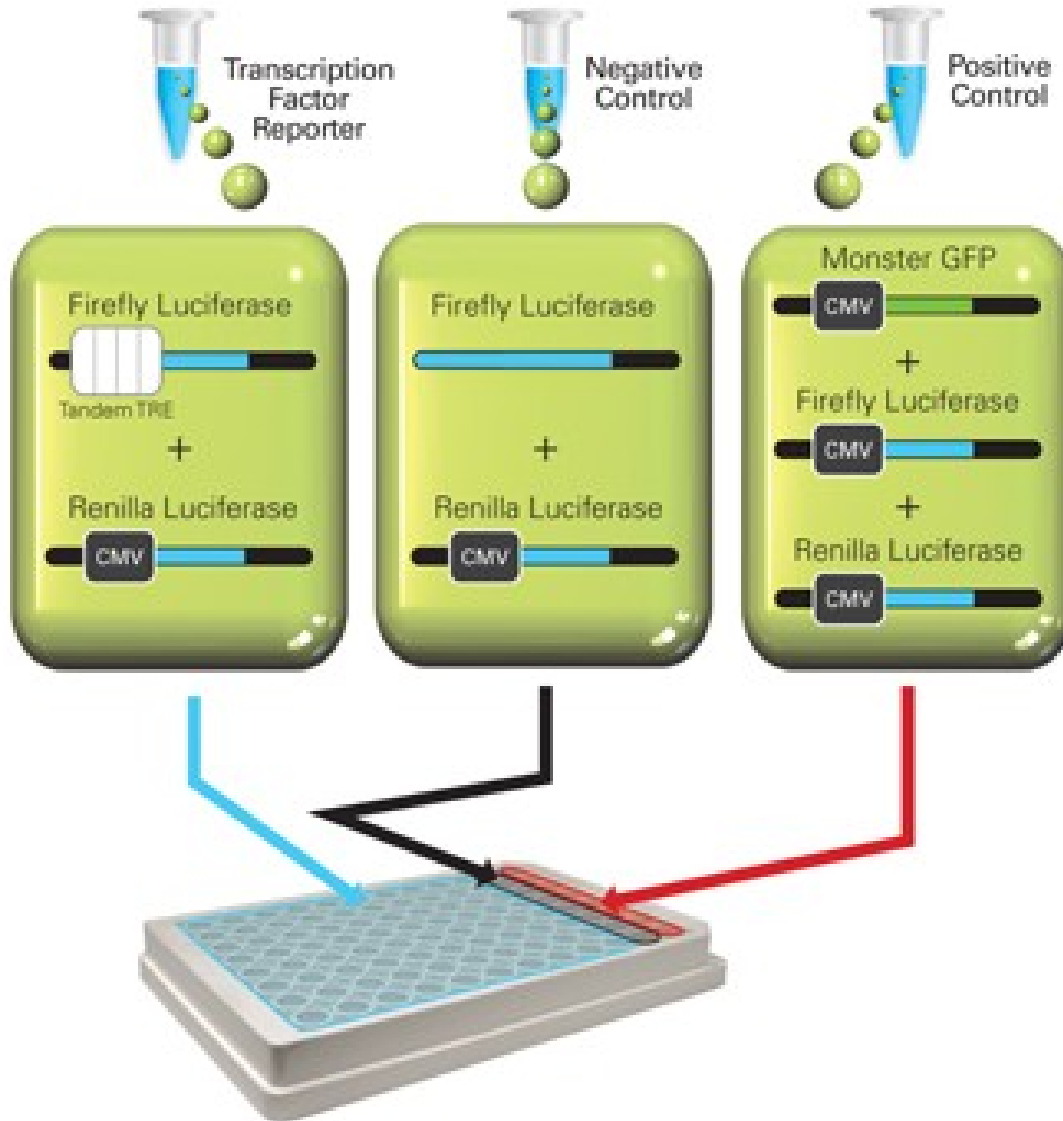 Transcription
Factor
Reporter
Negative
Control
Positive
Control
Firefly Luciferase
Tandem TRE
+
Renilla Luciferase
CMV
Firefly Luciferase
+
Renilla Luciferase
CMV
Monster GFP
CMV
+
Firefly Luciferase
CMV
+
Renilla Luciferase
CMV